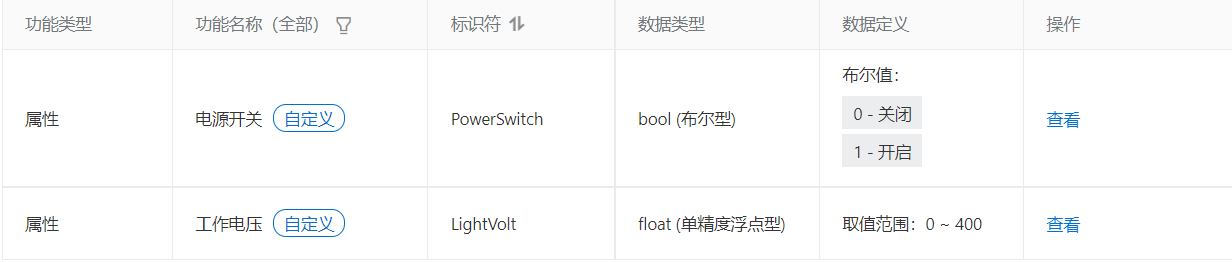 功能类型 功能名称（全部） 标识符 数据类型 数据定义 操作
属性 电源开关 自定义 PowerSwitch bool (布尔型) 布尔值： 查看
0 - 关闭
1 - 开启
属性 工作电压 自定义 LightVolt float (单精度浮点型) 取值范围：0 ~ 400 查看